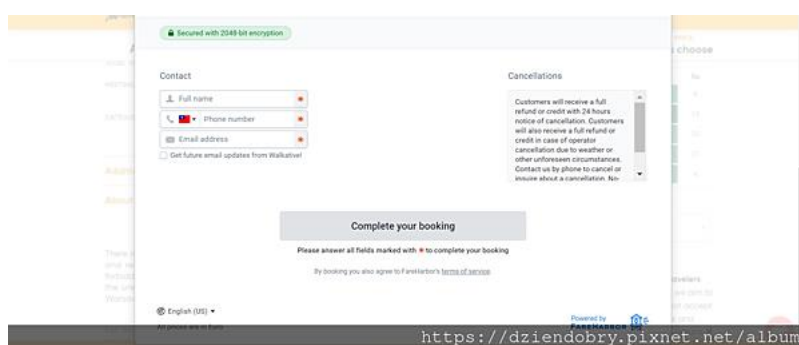 Secured with 2048-bit encryption
Contact
Full name *
Phone number *
Email address *
Get future email updates from Walkative!
Cancellations
Customers will receive a full
refund or credit with 24 hours
notice of cancellation. Customers
will also receive a full refund or
credit in case of operator
cancellation due to weather or
other unforeseen circumstances.
Contact us by phone to cancel or
inquire about a cancellation. No-
Complete your booking
Please answer all fields marked with * to complete your booking
By booking you also agree to FareHarbor's terms of service
English (US)
All prices are in Euro
Powered by
FAREHARBOR
choose
https://dziendobry.pixnet.net/album